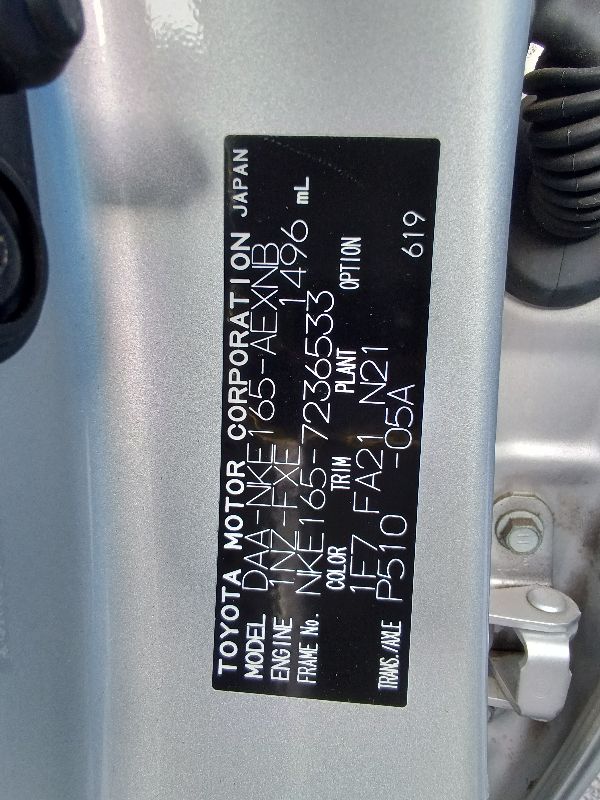 TOYOTA MOTOR CORPORATION JAPAN
MODEL DAA-NKE165-AEXNB
ENGINE 1NZ-FXE 1496 mL
FRAME No. NKE165-7236533
COLOR TRIM PLANT OPTION
1F7 FA21 N21
TRANS./AXLE P510 -05A 619